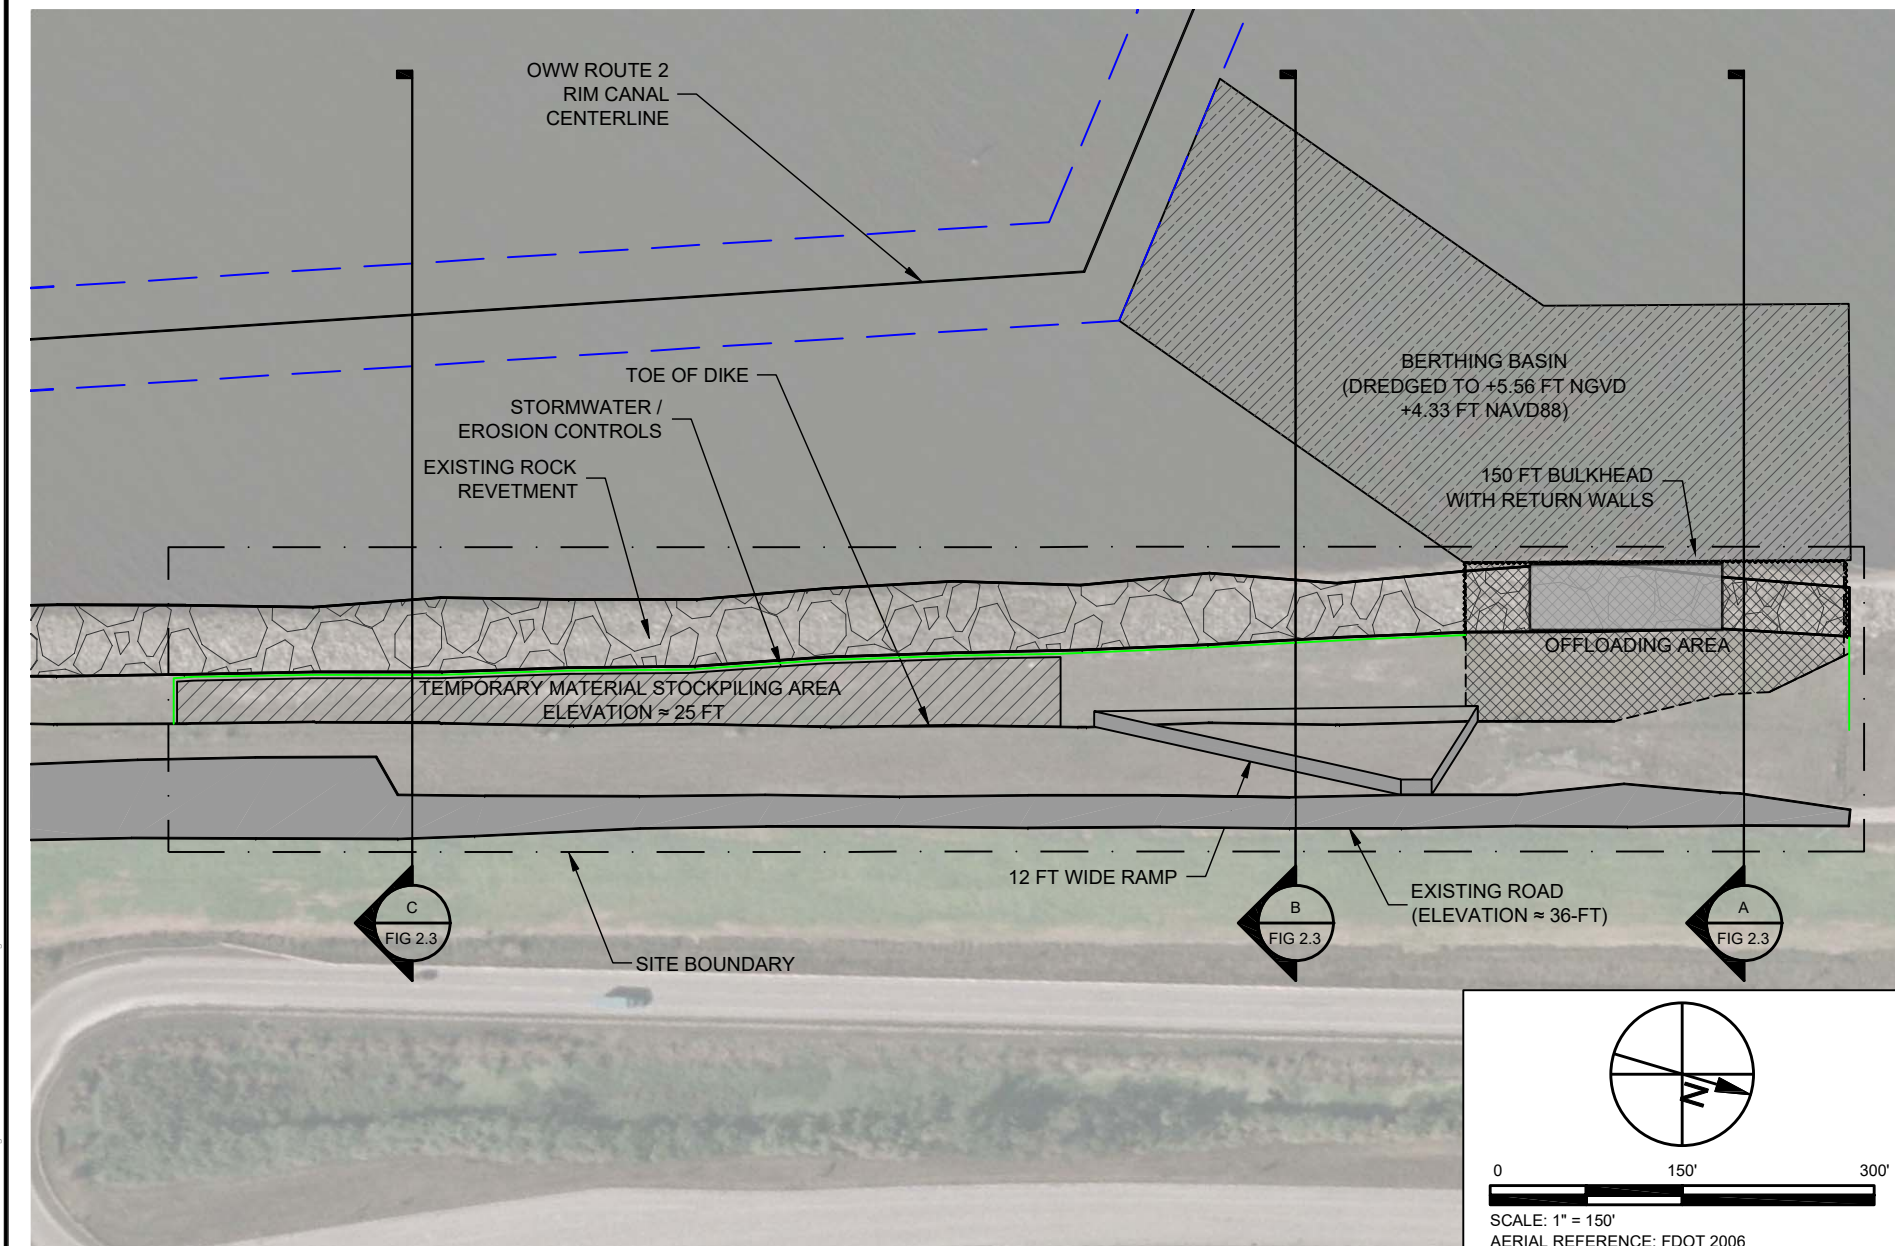 OWW ROUTE 2
RIM CANAL
CENTERLINE
TOE OF DIKE
STORMWATER /
EROSION CONTROLS
EXISTING ROCK
REVETMENT
BERTHING BASIN
(DREDGED TO +5.56 FT NGVD
+4.33 FT NAVD88)
150 FT BULKHEAD
WITH RETURN WALLS
OFFLOADING AREA
TEMPORARY MATERIAL STOCKPILING AREA
ELEVATION ≈ 25 FT
12 FT WIDE RAMP
EXISTING ROAD
(ELEVATION ≈ 36-FT)
C
FIG 2.3
B
FIG 2.3
A
FIG 2.3
SITE BOUNDARY
N
0 150' 300'
SCALE: 1" = 150'
AERIAL REFERENCE: FDOT 2006